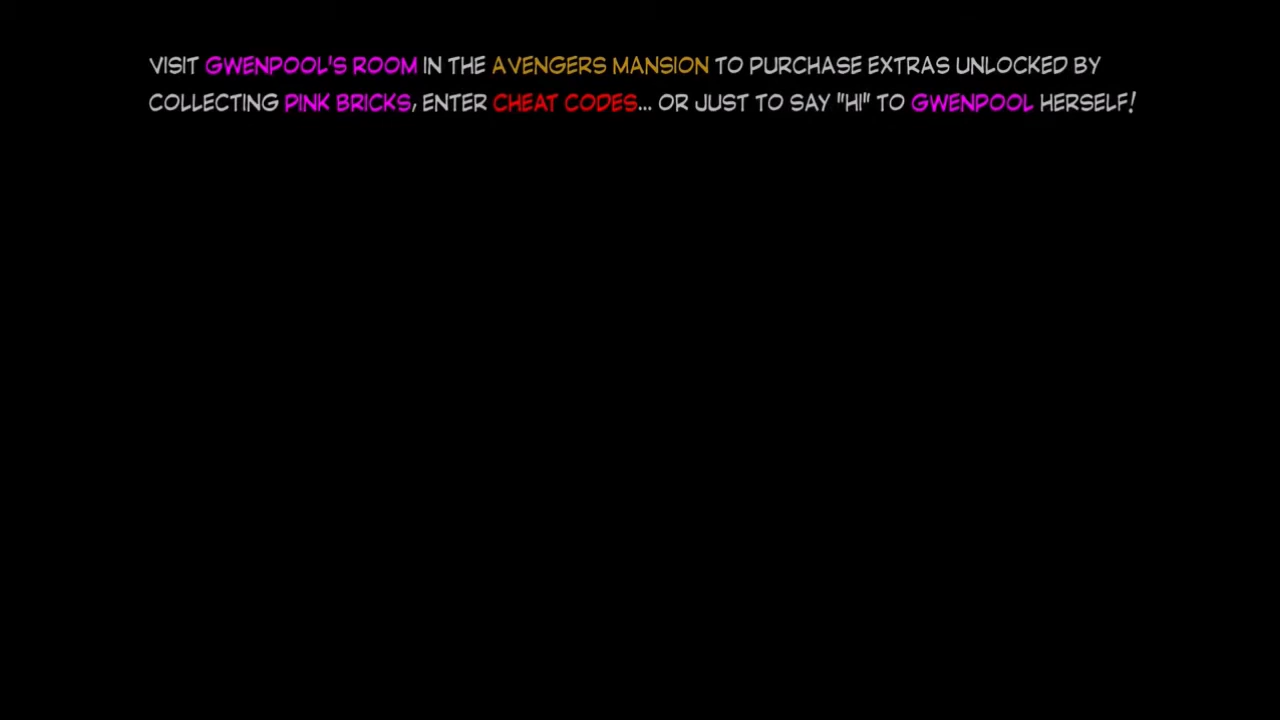 VISIT GWENPOOL'S ROOM IN THE AVENGERS MANSION TO PURCHASE EXTRAS UNLOCKED BY
COLLECTING PINK BRICKS, ENTER CHEAT CODES... OR JUST TO SAY "HI" TO GWENPOOL HERSELF!